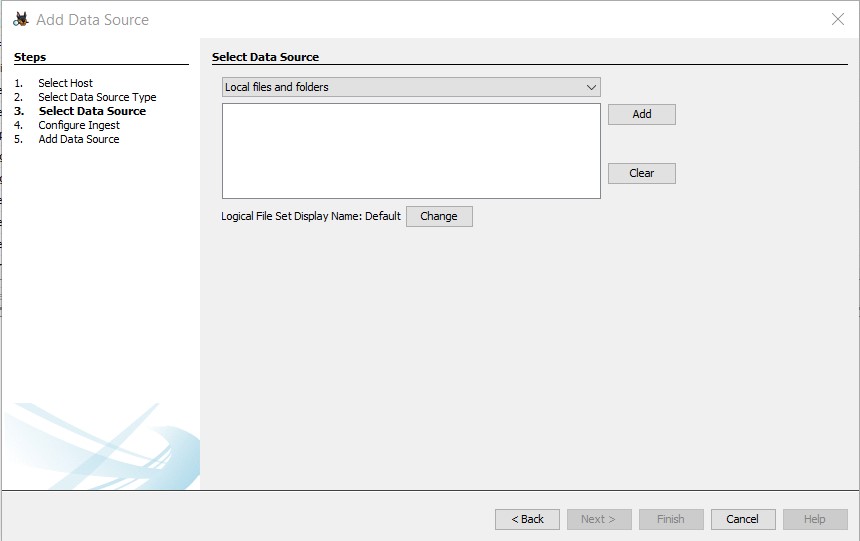 Add Data Source
Steps
1. Select Host
2. Select Data Source Type
3. Select Data Source
4. Configure Ingest
5. Add Data Source
Select Data Source
Local files and folders
Add
Clear
Logical File Set Display Name: Default Change
< Back Next > Finish Cancel Help